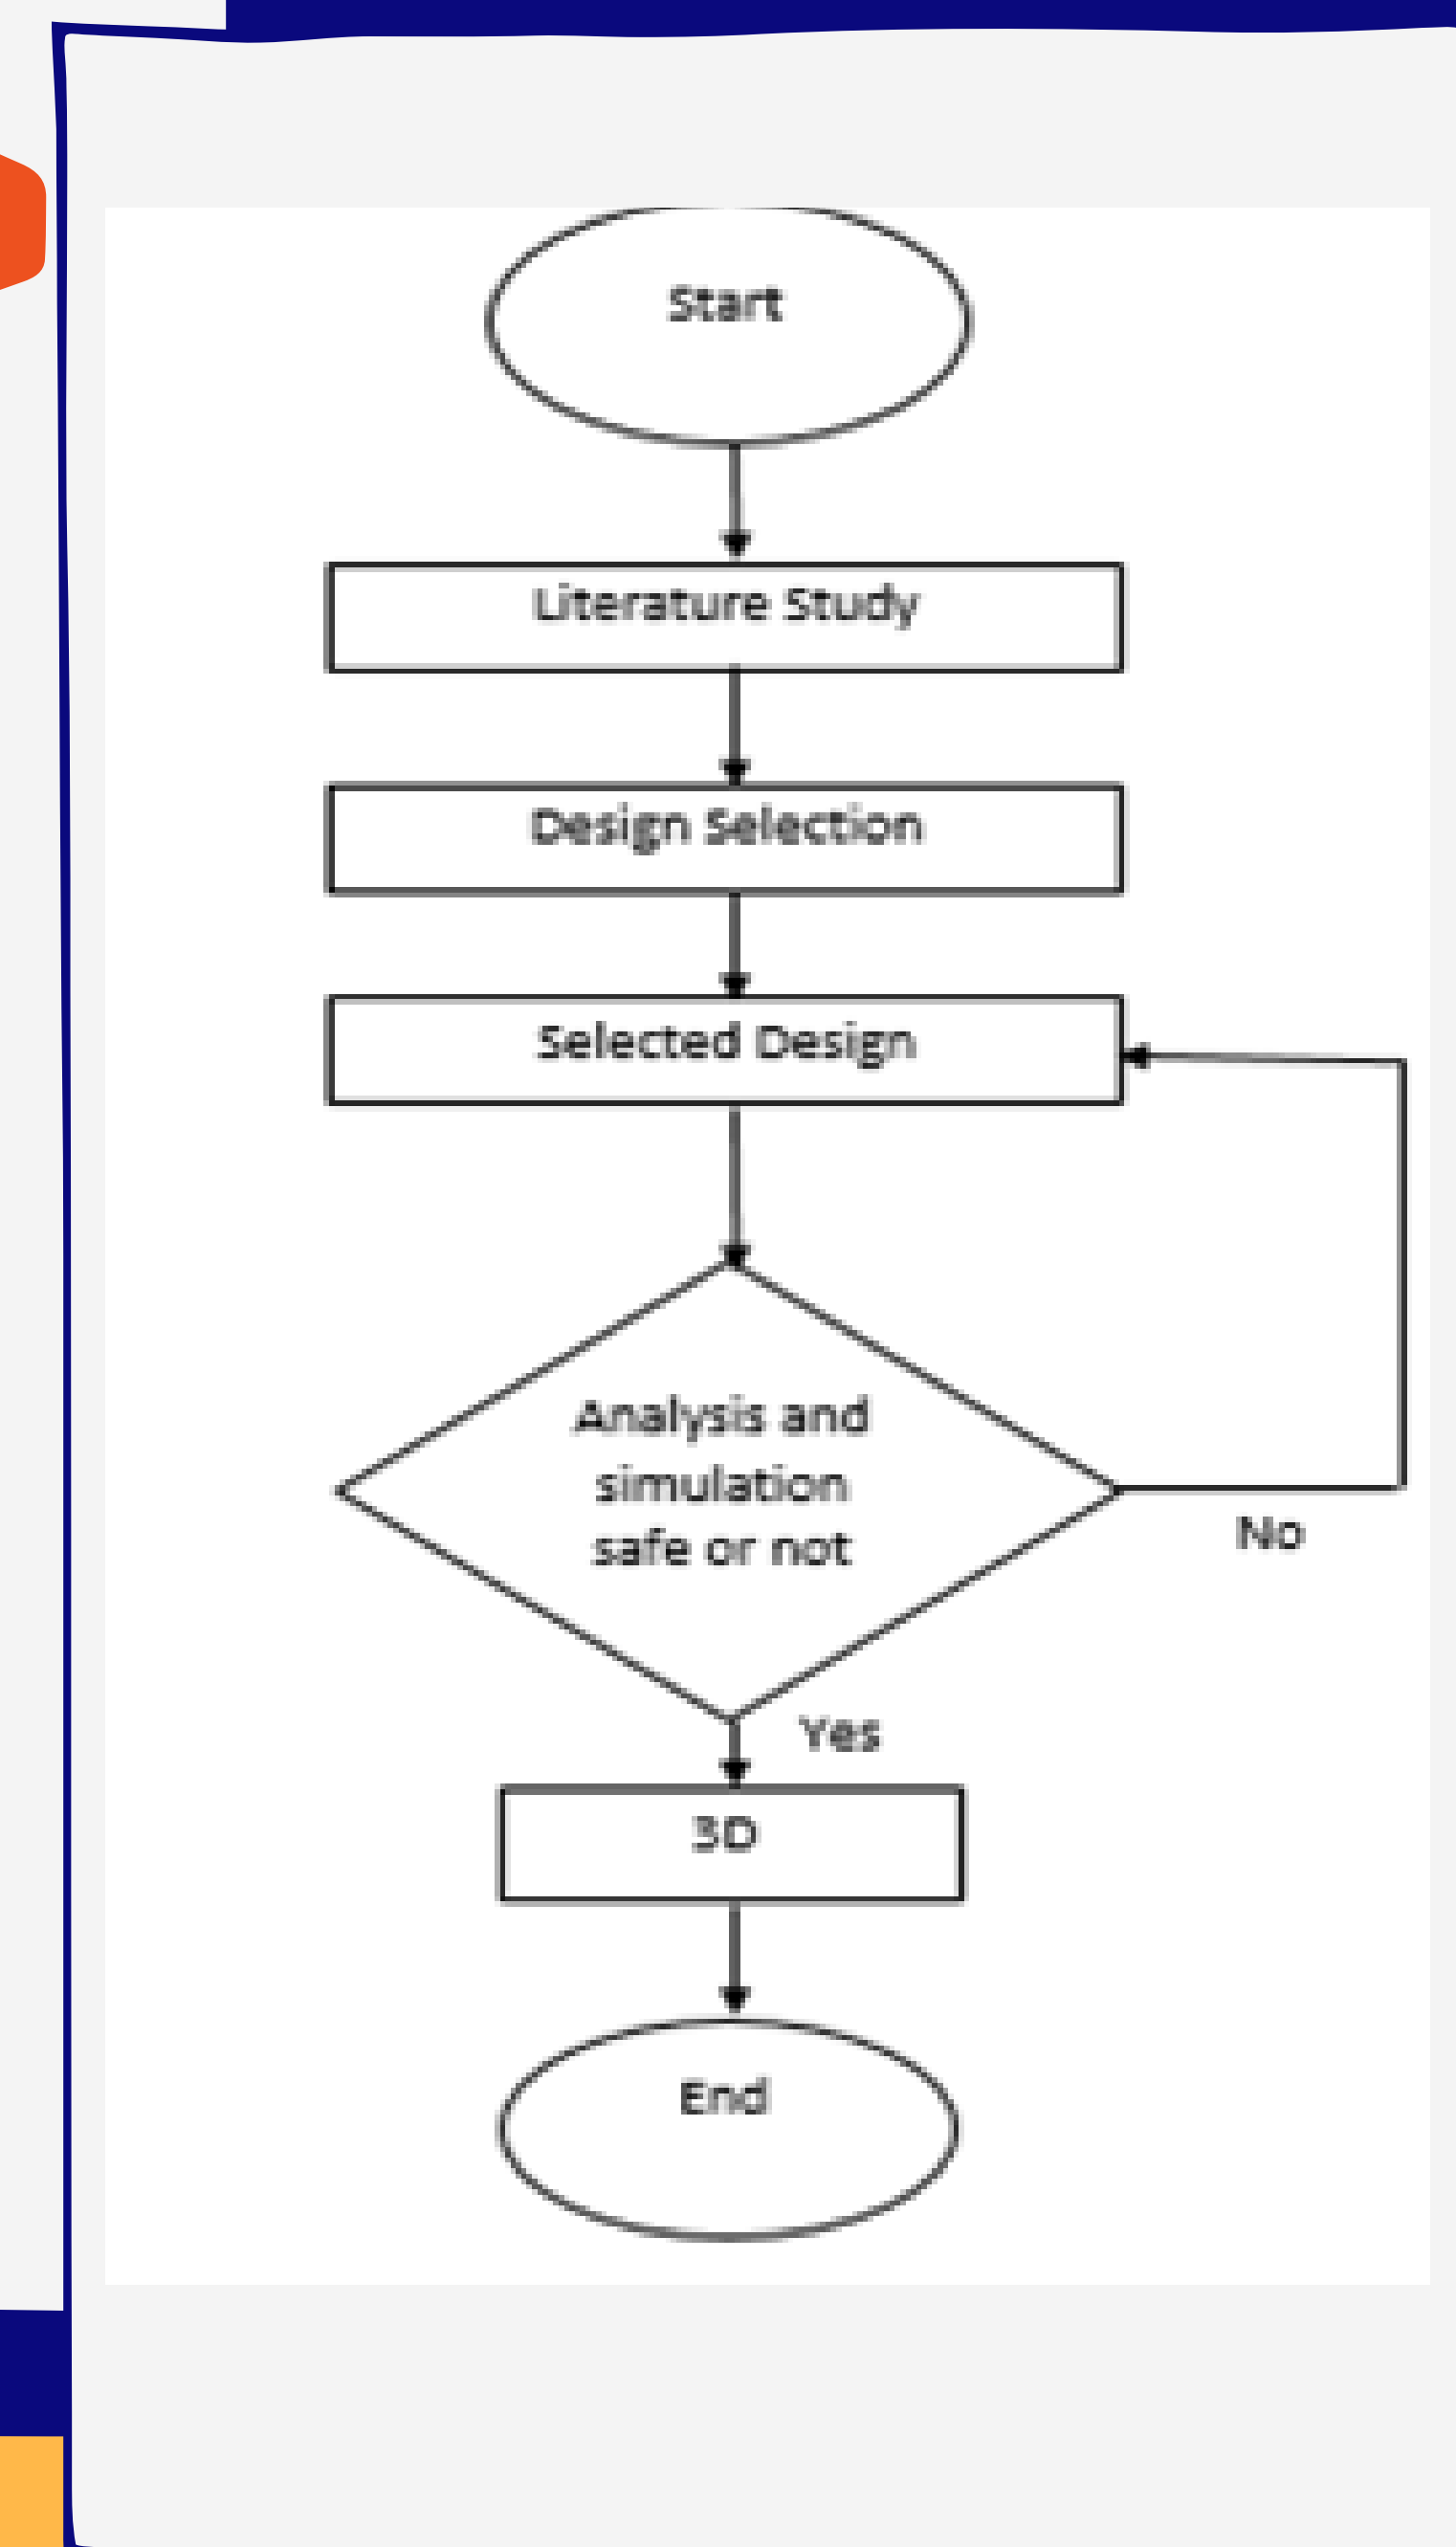 Start
Literature Study
Design Selection
Selected Design
Analysis and
simulation
safe or not
No
Yes
3D
End